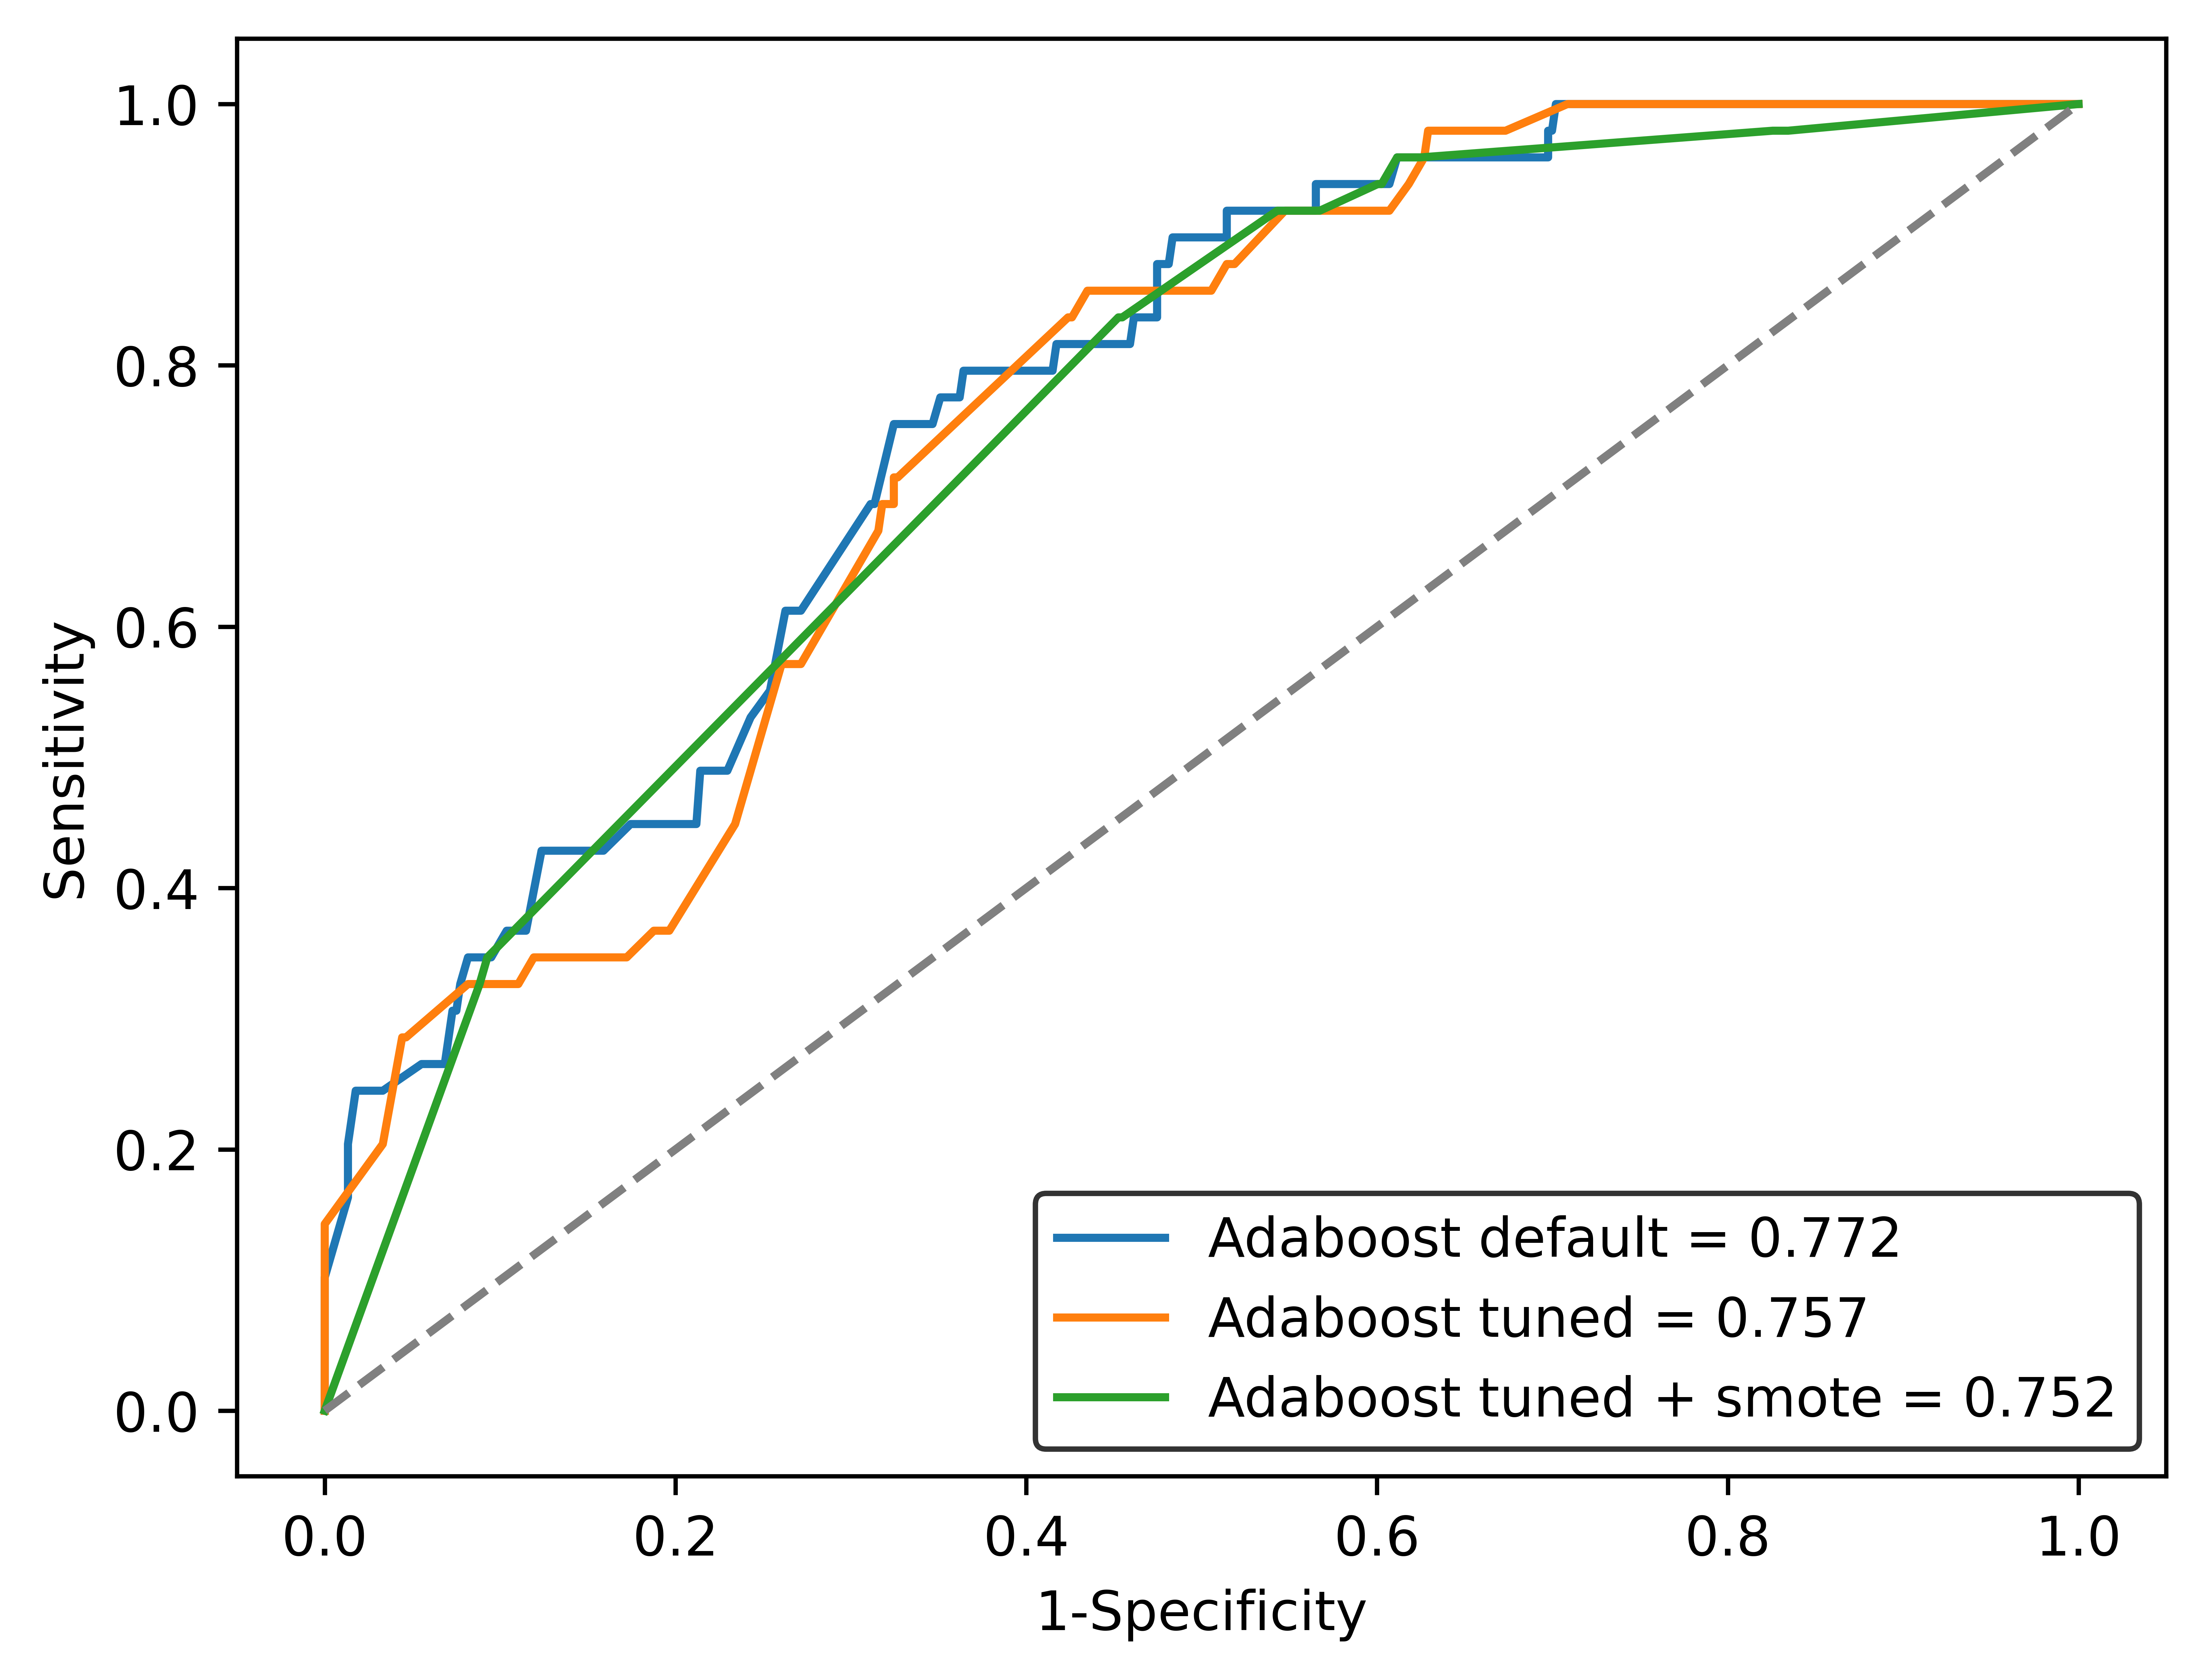 1.0
0.8
0.6
0.4
0.2
0.0
Sensitivity
0.0 0.2 0.4 0.6 0.8 1.0
1-Specificity
Adaboost default = 0.772
Adaboost tuned = 0.757
Adaboost tuned + smote = 0.752